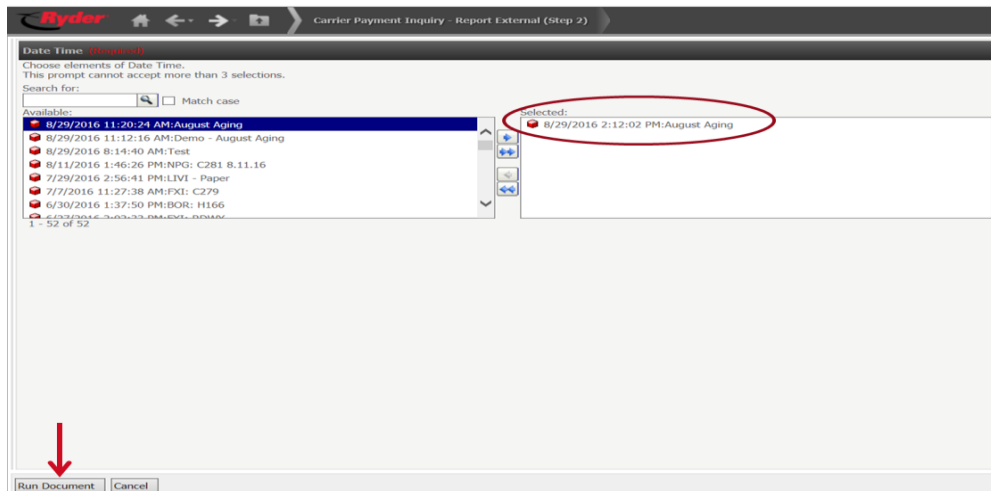 Ryder
Carrier Payment Inquiry - Report External (Step 2)
Date Time (Required)
Choose elements of Date Time.
This prompt cannot accept more than 3 selections.
Search for:
Match case
Available:
8/29/2016 11:20:24 AM:August Aging
8/29/2016 11:12:16 AM:Demo - August Aging
8/29/2016 8:14:40 AM:Test
8/11/2016 1:46:26 PM:NPG: C281 8.11.16
7/29/2016 2:56:41 PM:LIVI - Paper
7/7/2016 11:27:38 AM:FXI: C279
6/30/2016 1:37:50 PM:BOR: H166
1 - 52 of 52
Selected:
8/29/2016 2:12:02 PM:August Aging
Run Document
Cancel